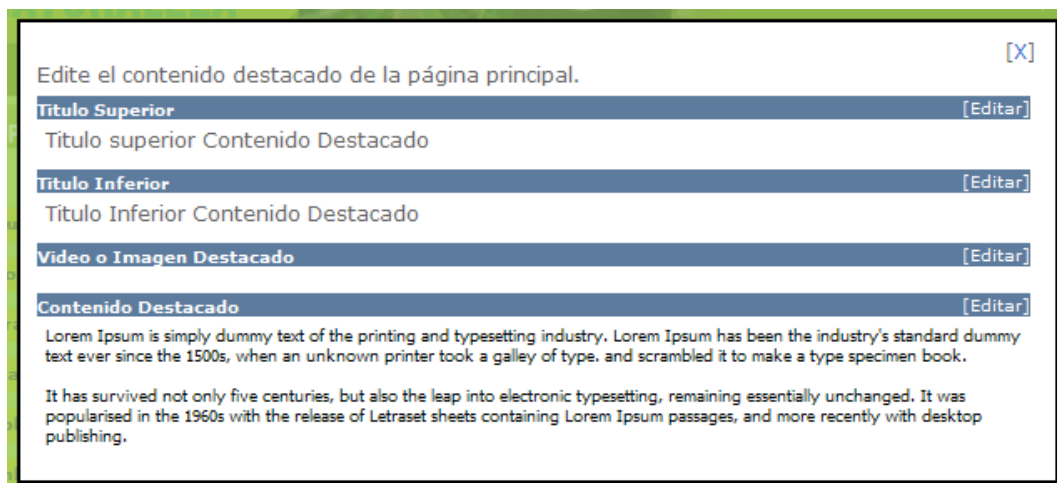 [X]
Edite el contenido destacado de la página principal.
Titulo Superior [Editar]
Titulo superior Contenido Destacado
Titulo Inferior [Editar]
Titulo Inferior Contenido Destacado
Video o Imagen Destacado [Editar]
Contenido Destacado [Editar]
Lorem Ipsum is simply dummy text of the printing and typesetting industry. Lorem Ipsum has been the industry's standard dummy
text ever since the 1500s, when an unknown printer took a galley of type. and scrambled it to make a type specimen book.
It has survived not only five centuries, but also the leap into electronic typesetting, remaining essentially unchanged. It was
popularised in the 1960s with the release of Letraset sheets containing Lorem Ipsum passages, and more recently with desktop
publishing.